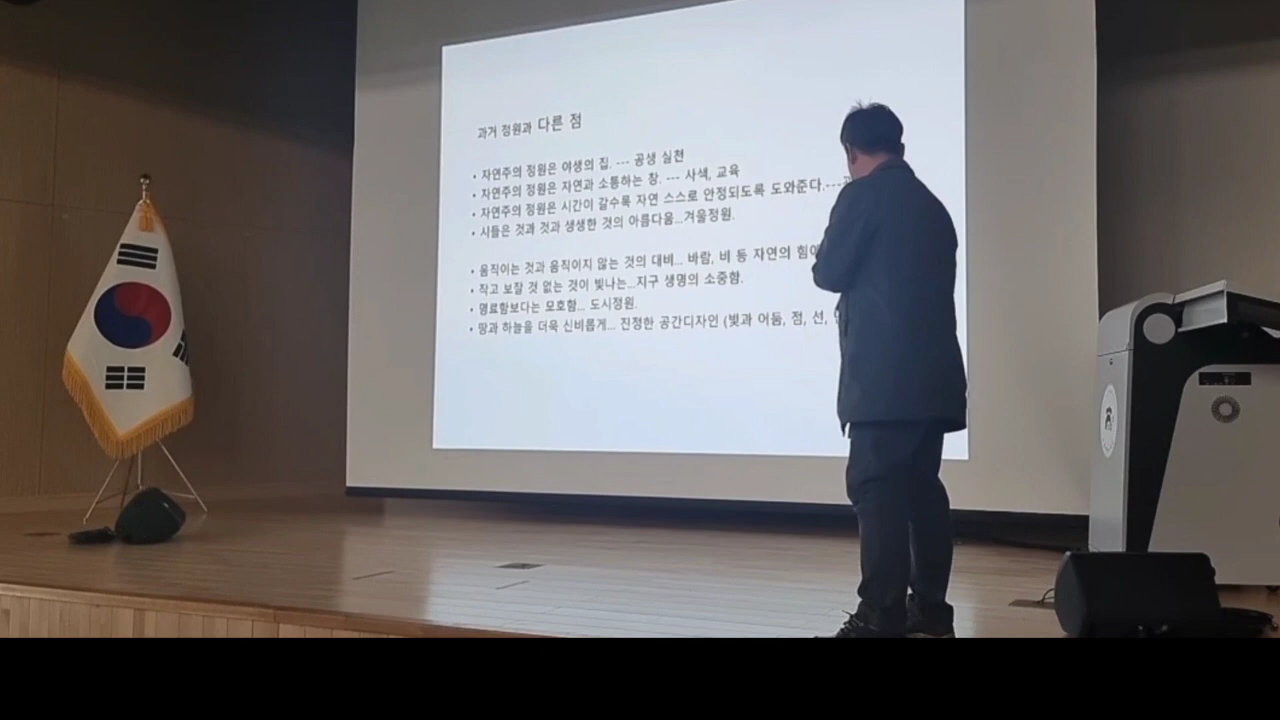 과거 정원과 다른 점
• 자연주의 정원은 야생의 집. --- 공생 실천
• 자연주의 정원은 자연과 소통하는 창. --- 사색, 교육
• 자연주의 정원은 시간이 갈수록 자연 스스로 안정되도록 도와준다.---
• 시들은 것과 것과 생생한 것의 아름다움...겨울정원.
• 움직이는 것과 움직이지 않는 것의 대비... 바람, 비 등 자연의 힘에
• 작고 보잘 것 없는 것이 빛나는...지구 생명의 소중함.
• 명료함보다는 모호함... 도시정원.
• 땅과 하늘을 더욱 신비롭게... 진정한 공간디자인 (빛과 어둠, 점, 선,